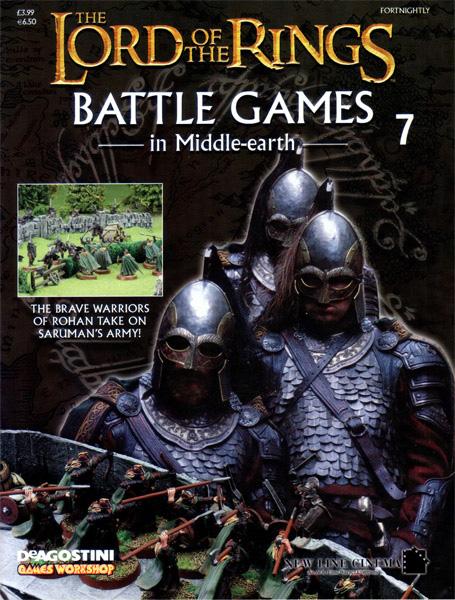 £3.99
€6.50
FORTNIGHTLY
THE
LORD OF THE RINGS
BATTLE GAMES
in Middle-earth
7
THE BRAVE WARRIORS
OF ROHAN TAKE ON
SARUMAN'S ARMY!
DeAGOSTINI
GAMES WORKSHOP
NEW LINE CINEMA